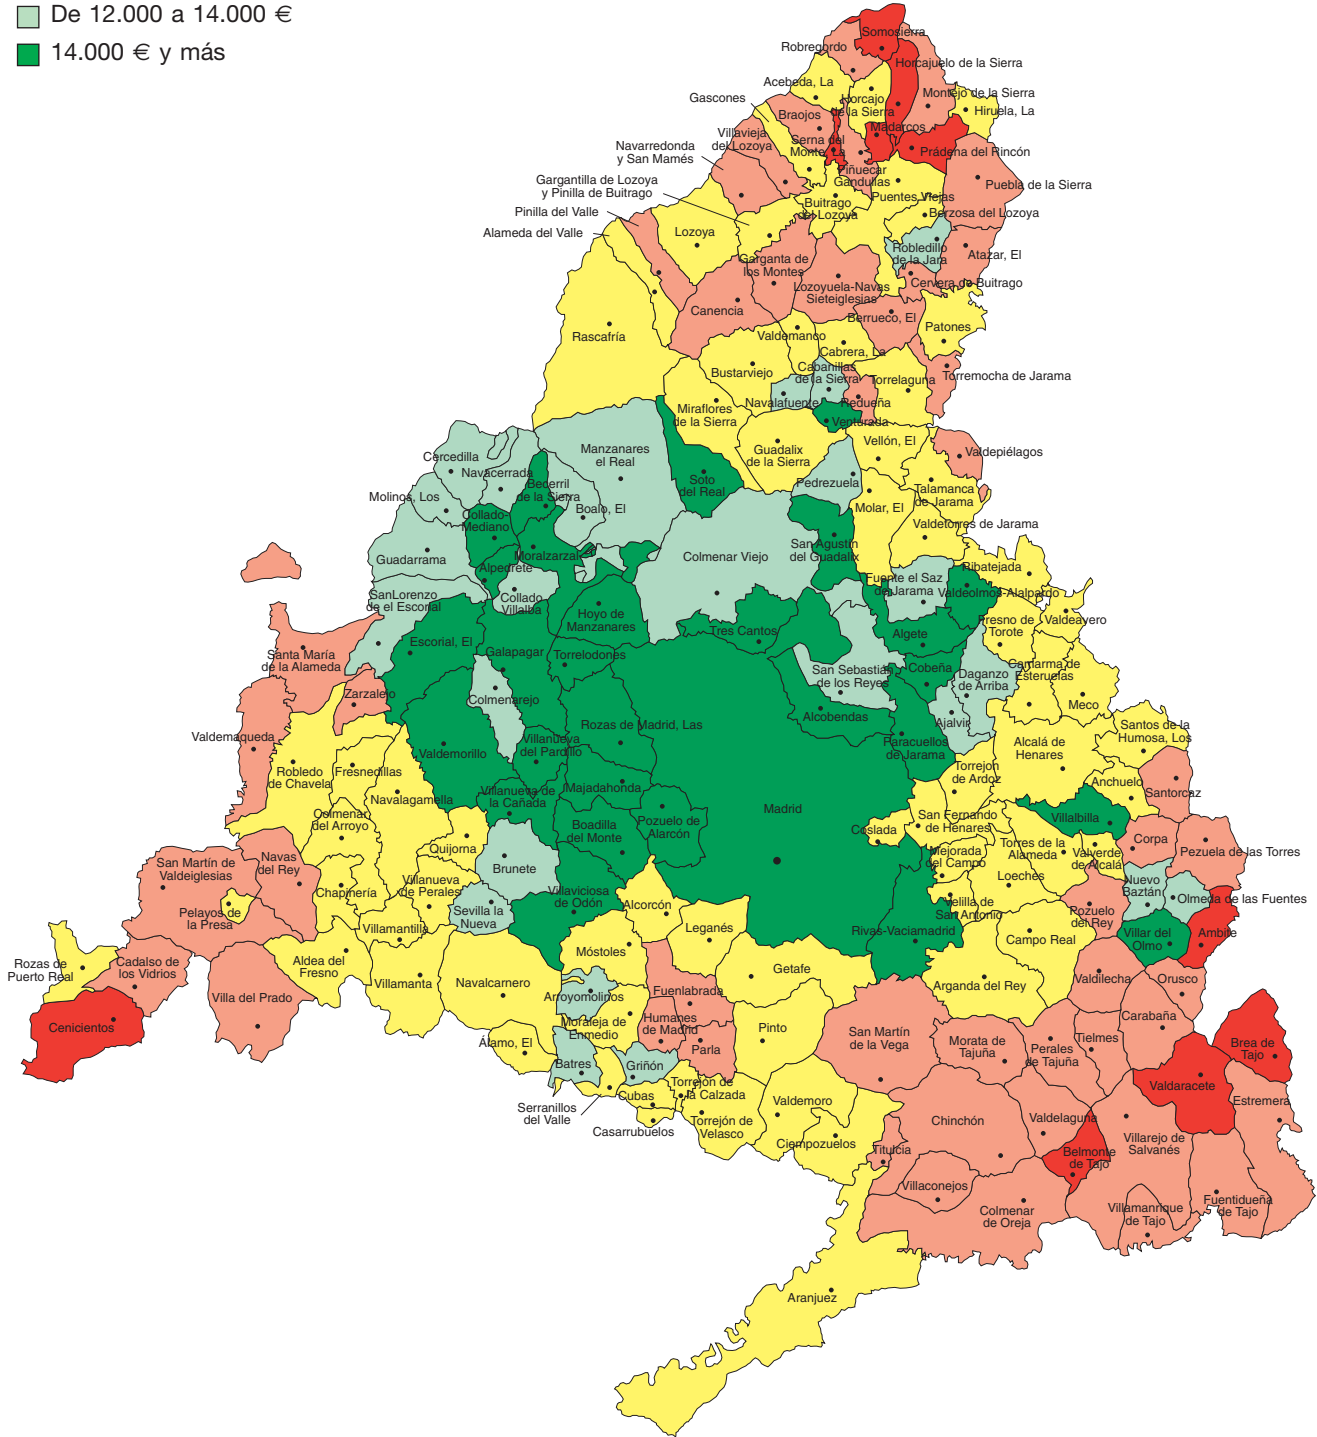 De 12.000 a 14.000 €
14.000 € y más
Somosierra
Robregordo
Horcajuelo de la Sierra
Acebeda, La
Horcajo
de la Sierra
Montejo de la Sierra
Gascones
Hiruela, La
Braojos
Madarcos
Villavieja
del Lozoya
Serna del
Monte, La
Prádena del Rincón
Navarredonda
y San Mamés
Piñuecar
Gandullas
Gargantilla de Lozoya
y Pinilla de Buitrago
Puebla de la Sierra
Puentes Viejas
Buitrago
del Lozoya
Berzosa del Lozoya
Pinilla del Valle
Alameda del Valle
Lozoya
Robledillo
de la Jara
Atazar, El
Garganta de
los Montes
Lozoyuela-Navas
Sieteiglesias
Cervera de Buitrago
Canencia
Berrueco, El
Patones
Rascafría
Valdemanco
Cabrera, La
Bustarviejo
Cabanillas
de la Sierra
Torrelaguna
Torremocha de Jarama
Navalafuente
Redueña
Miraflores
de la Sierra
Venturada
Guadalix
de la Sierra
Vellón, El
Valdepiélagos
Manzanares
el Real
Cercedilla
Navacerrada
Soto
del Real
Pedrezuela
Becerril
de la Sierra
Talamanca
de Jarama
Molinos, Los
Boalo, El
Molar, El
Collado-
Mediano
Valdetorres de Jarama
Guadarrama
Moralzarzal
Colmenar Viejo
San Agustín
del Guadalix
Alpedrete
Ribatejada
Fuente el Saz
de Jarama
Valdeolmos-Alalpardo
SanLorenzo
de el Escorial
Collado
Villalba
Hoyo de
Manzanares
Fresno de
Torote
Valdeavero
Tres Cantos
Algete
Escorial, El
Galapagar
Torrelodones
Santa María
de la Alameda
San Sebastián
de los Reyes
Cobeña
Daganzo
de Arriba
Camarma de
Esteruelas
Zarzalejo
Colmenarejo
Meco
Alcobendas
Ajalvir
Rozas de Madrid, Las
Santos de la
Humosa, Los
Valdemaqueda
Valdemorillo
Villanueva
del Pardillo
Paracuellos
de Jarama
Alcalá de
Henares
Robledo
de Chavela
Fresnedillas
Torrejón
de Ardoz
Anchuelo
Santorcaz
Navalagamella
Villanueva de
la Cañada
Majadahonda
Madrid
Colmenar
del Arroyo
Boadilla
del Monte
Pozuelo de
Alarcón
San Fernando
de Henares
Villalbilla
Coslada
Corpa
Quijorna
Mejorada
del Campo
Torres de la
Alameda
Valverde
de Alcalá
Pezuela de las Torres
San Martín de
Valdeiglesias
Navas
del Rey
Brunete
Loeches
Chapinería
Villanueva
de Perales
Nuevo
Baztán
Villaviciosa
de Odón
Alcorcón
Velilla de
San Antonio
Olmeda de las Fuentes
Pelayos de
la Presa
Sevilla la
Nueva
Pozuelo
del Rey
Villamantilla
Leganés
Rivas-Vaciamadrid
Campo Real
Villar del
Olmo
Ambite
Móstoles
Rozas de
Puerto Real
Cadalso de
los Vidrios
Aldea del
Fresno
Getafe
Villamanta
Navalcarnero
Arganda del Rey
Valdilecha
Orusco
Villa del Prado
Arroyomolinos
Fuenlabrada
Cenicientos
Moraleja de
Enmedio
Humanes
de Madrid
Pinto
Carabaña
San Martín
de la Vega
Álamo, El
Parla
Morata de
Tajuña
Perales
de Tajuña
Tielmes
Brea de
Tajo
Batres
Griñón
Valdaracete
Torrejón de
la Calzada
Cubas
Valdemoro
Estremera
Serranillos
del Valle
Casarrubuelos
Torrejón de
Velasco
Ciempozuelos
Chinchón
Valdelaguna
Villarejo de
Salvanés
Titulcia
Belmonte
de Tajo
Villaconejos
Colmenar
de Oreja
Villamanrique
de Tajo
Fuentidueña
de Tajo
Aranjuez